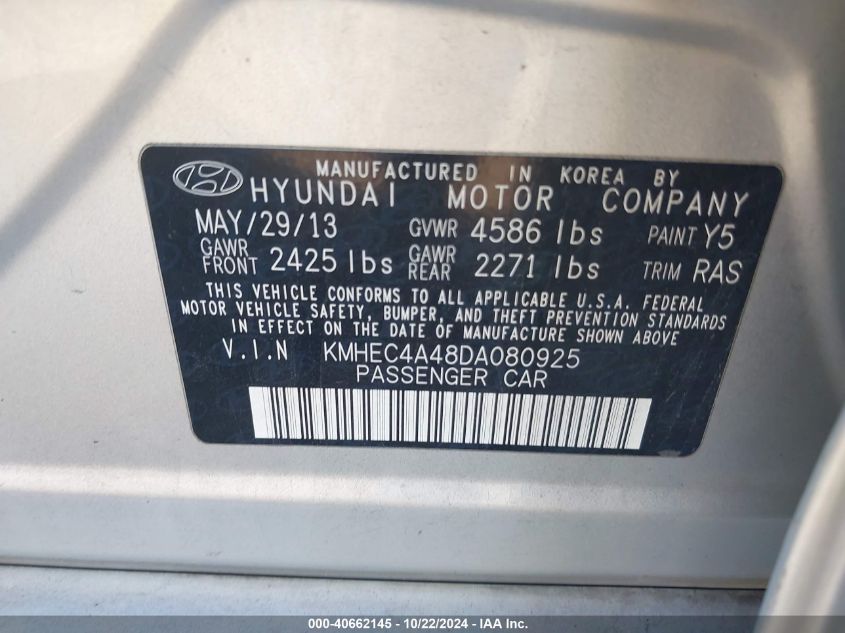 MANUFACTURED IN KOREA BY
HYUNDAI MOTOR COMPANY
MAY/29/13 GVWR 4586 lbs PAINT Y5
GAWR FRONT 2425 lbs GAWR REAR 2271 lbs TRIM RAS
THIS VEHICLE CONFORMS TO ALL APPLICABLE U.S.A. FEDERAL
MOTOR VEHICLE SAFETY, BUMPER, AND THEFT PREVENTION STANDARDS
IN EFFECT ON THE DATE OF MANUFACTURE SHOWN ABOVE
V.I.N KMHEC4A48DA080925
PASSENGER CAR
000-40662145 - 10/22/2024 - IAA Inc.